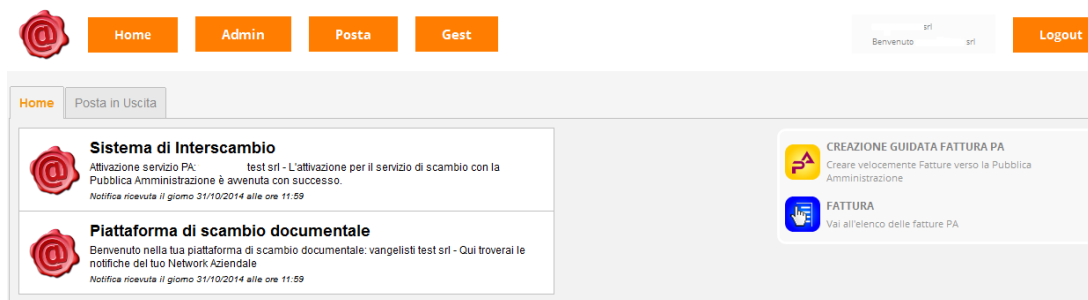 Home Admin Posta Gest
srl
Benvenuto srl
Logout
Home Posta in Uscita
Sistema di Interscambio
Attivazione servizio PA: test srl - L'attivazione per il servizio di scambio con la
Pubblica Amministrazione è avvenuta con successo.
Notifica ricevuta il giorno 31/10/2014 alle ore 11:59
Piattaforma di scambio documentale
Benvenuto nella tua piattaforma di scambio documentale: vangelisti test srl - Qui troverai le
notifiche del tuo Network Aziendale
Notifica ricevuta il giorno 31/10/2014 alle ore 11:59
CREAZIONE GUIDATA FATTURA PA
Creare velocemente Fatture verso la Pubblica
Amministrazione
FATTURA
Vai all'elenco delle fatture PA